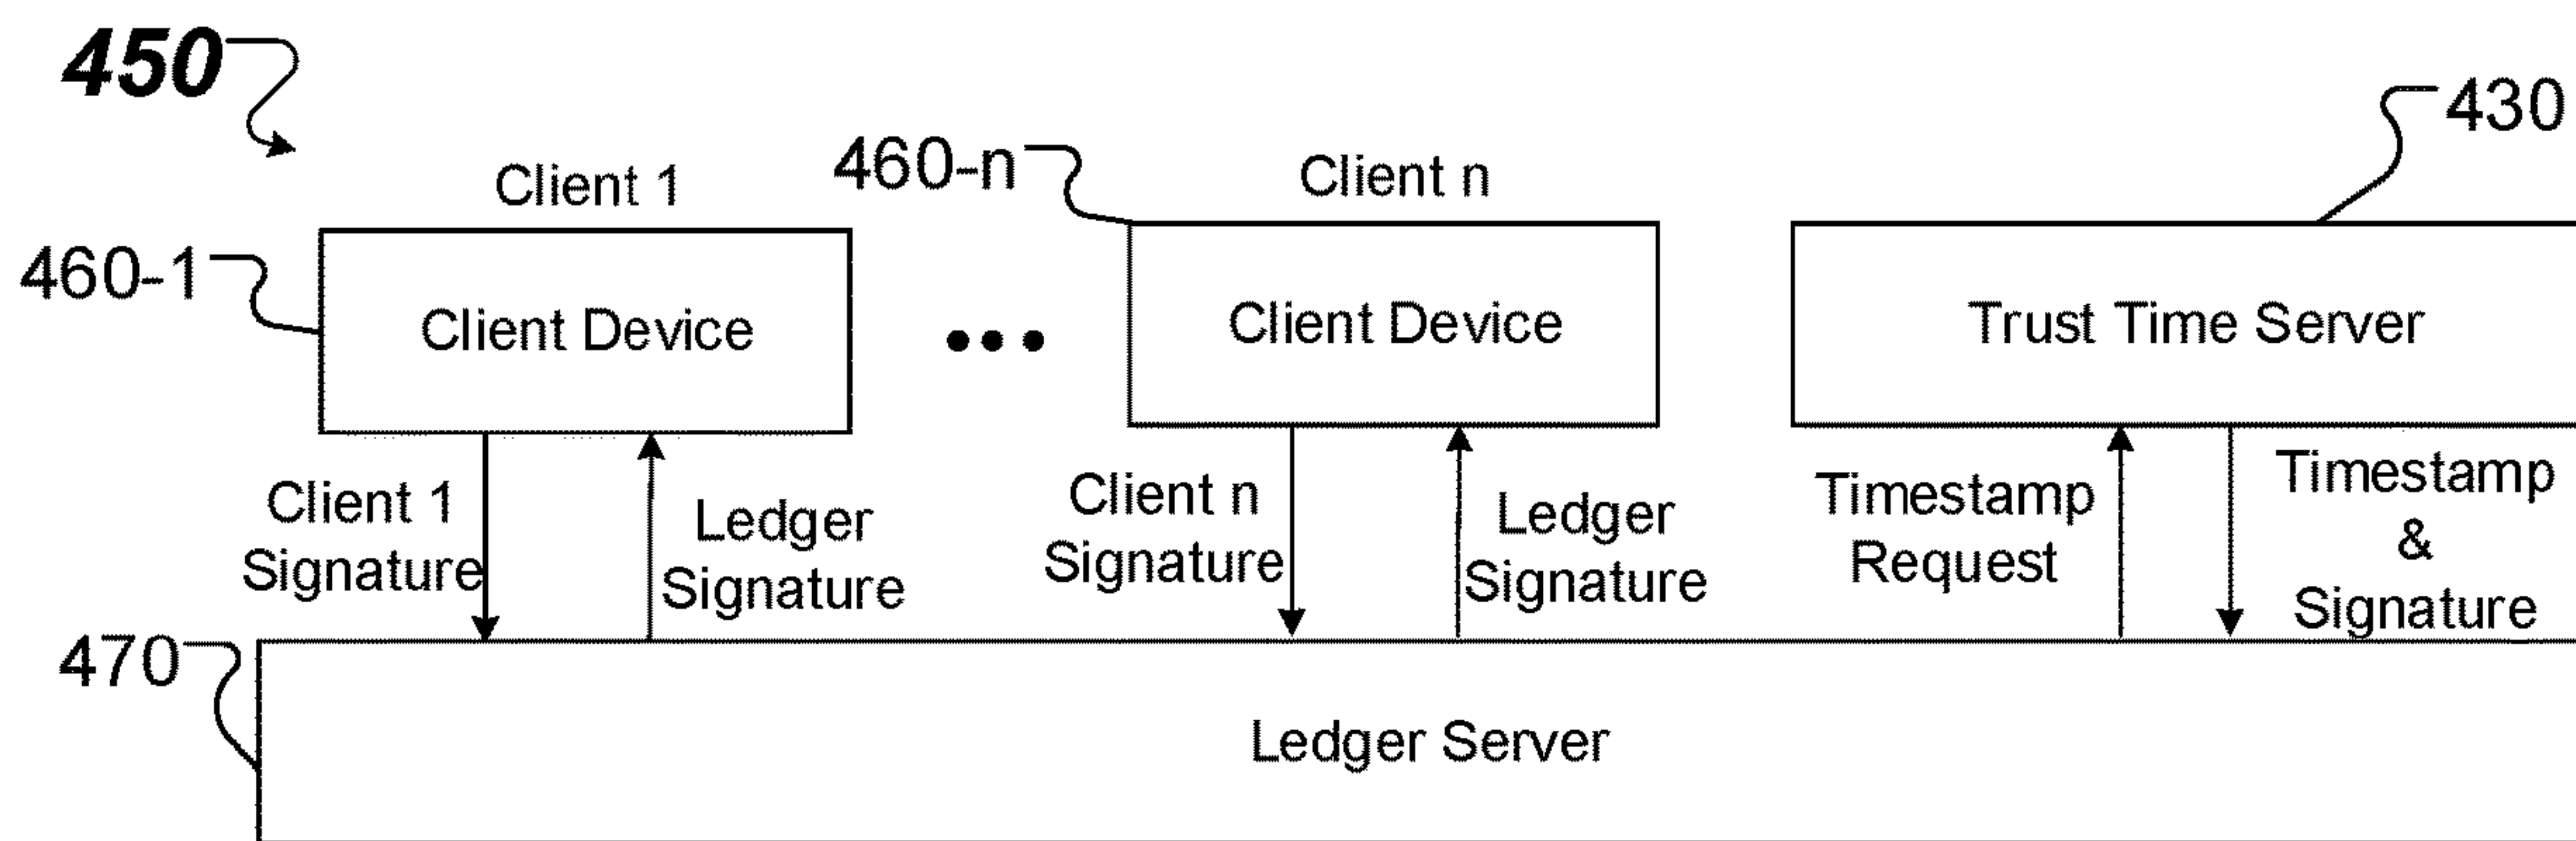 450
430
460-n
Client 1
Client n
460-1
Client Device
Client Device
Trust Time Server
Client 1
Signature
Ledger
Signature
Client n
Signature
Ledger
Signature
Timestamp
Request
Timestamp
&
Signature
470
Ledger Server